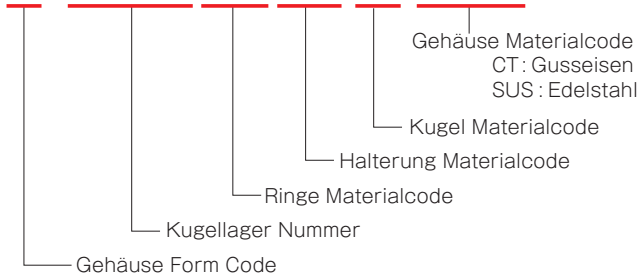 Gehäuse Materialcode
CT : Gusseisen
SUS : Edelstahl
Kugel Materialcode
Halterung Materialcode
Ringe Materialcode
Kugellager Nummer
Gehäuse Form Code